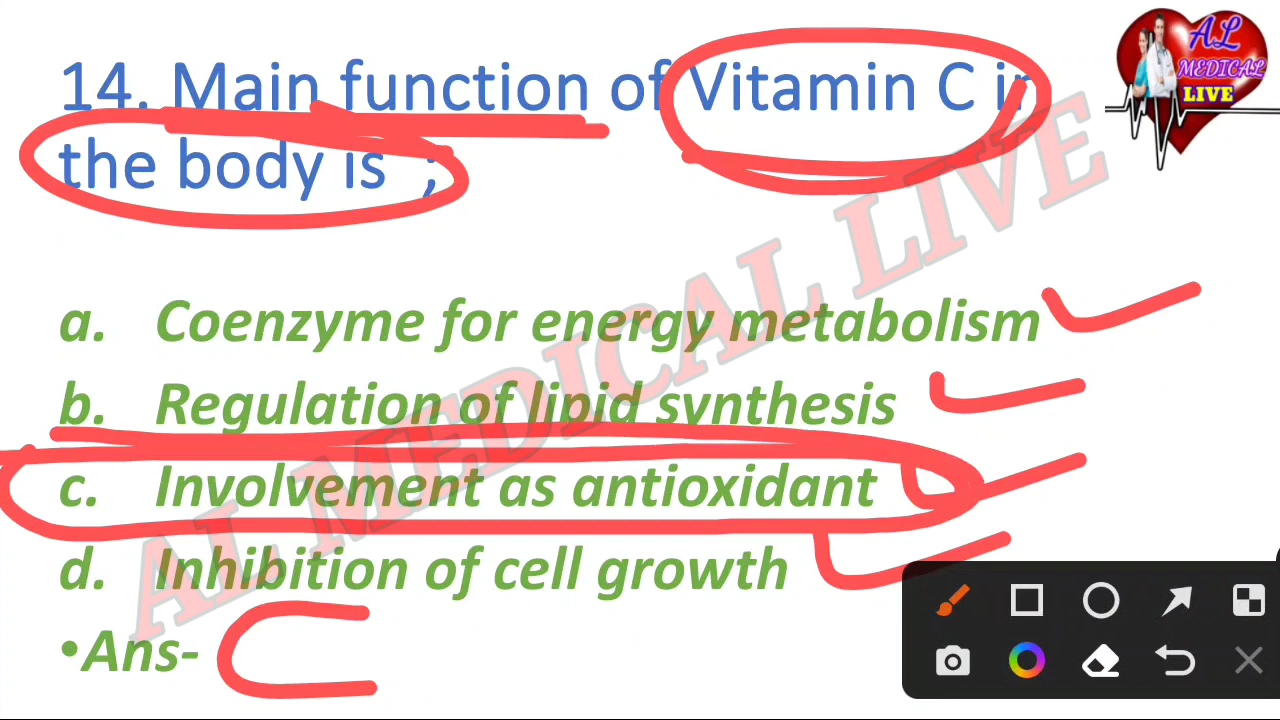 AL
MEDICAL
LIVE
14. Main function of Vitamin C in
the body is ;
a. Coenzyme for energy metabolism
b. Regulation of lipid synthesis
c. Involvement as antioxidant
d. Inhibition of cell growth
•Ans- C
AL MEDICAL LIVE